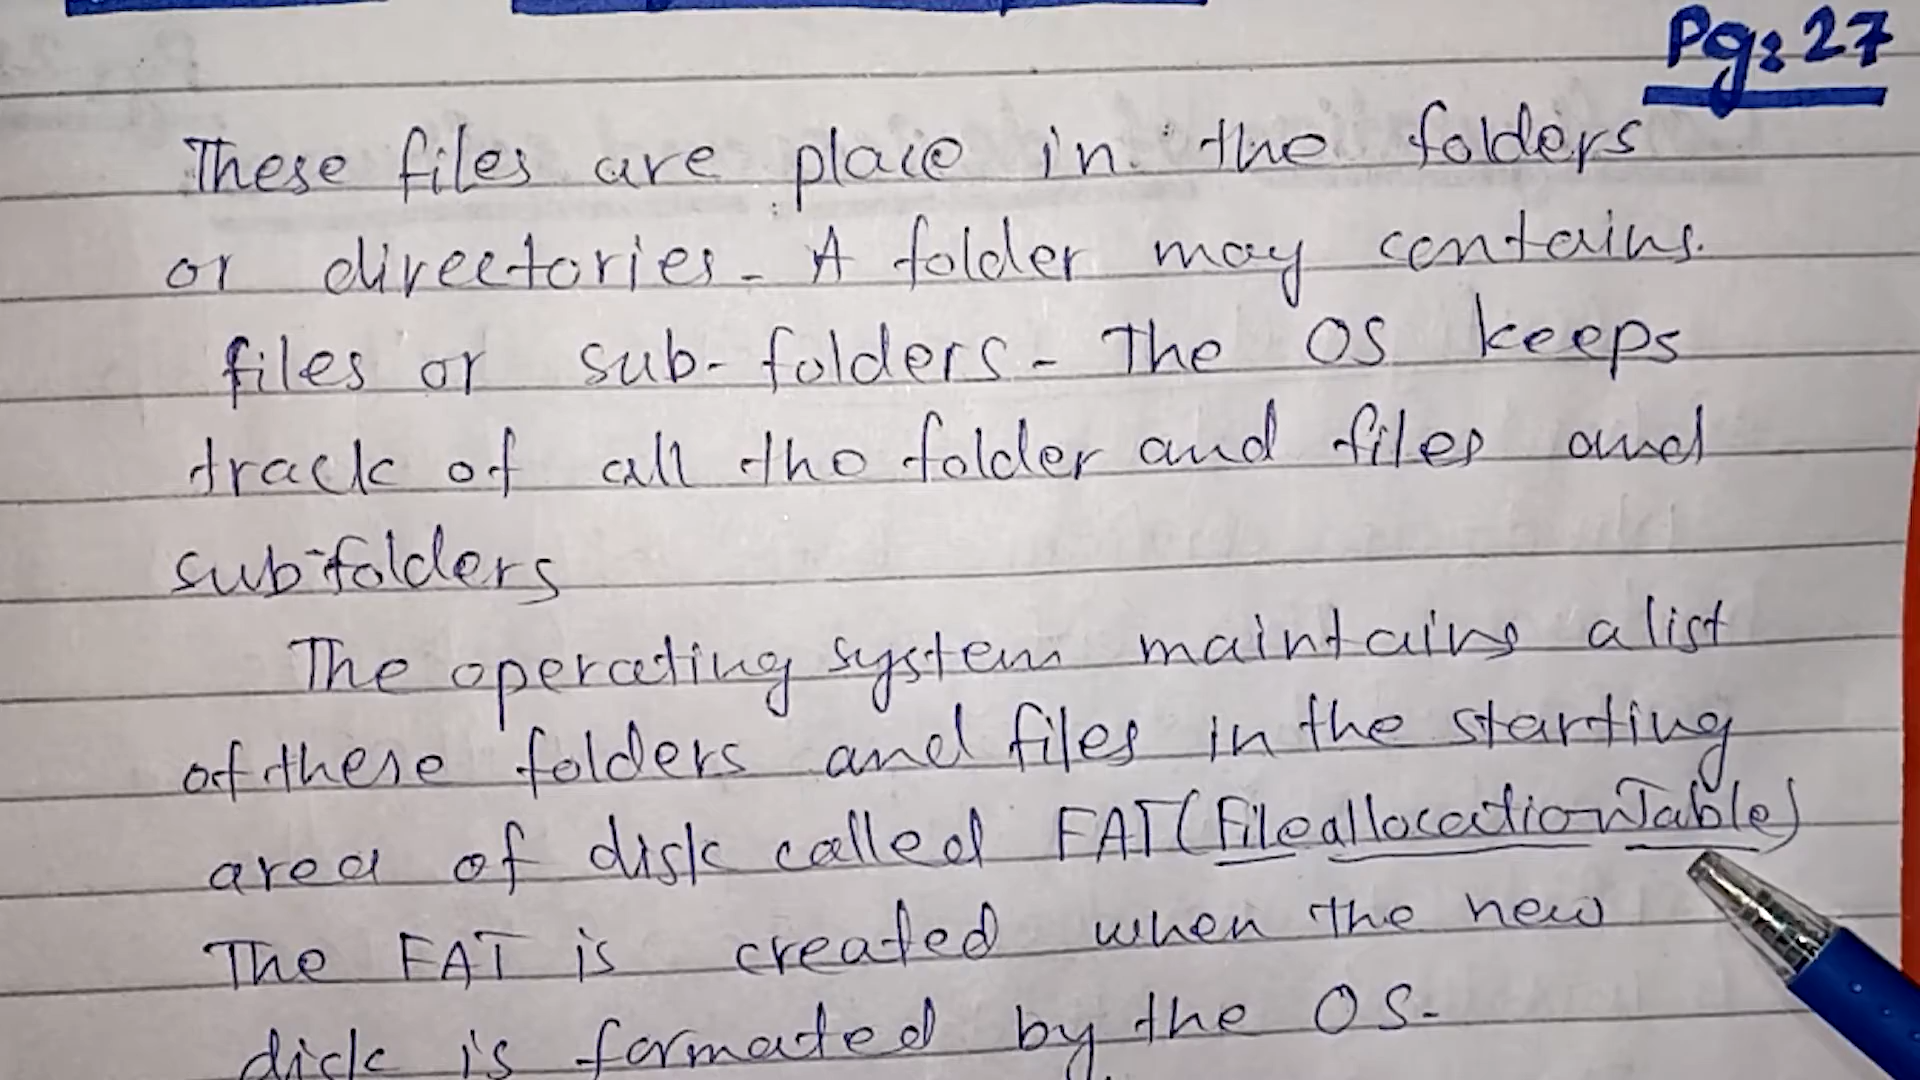 Pg: 27
These files are place in the folders
or directories. A folder may contains.
files or sub-folders - The OS keeps
track of all the folder and files and
sub-folders
The operating system maintains a list
of these folders and files in the starting
area of disk called FAT (File allocation Table)
The FAT is created when the new
disk is formated by the OS.